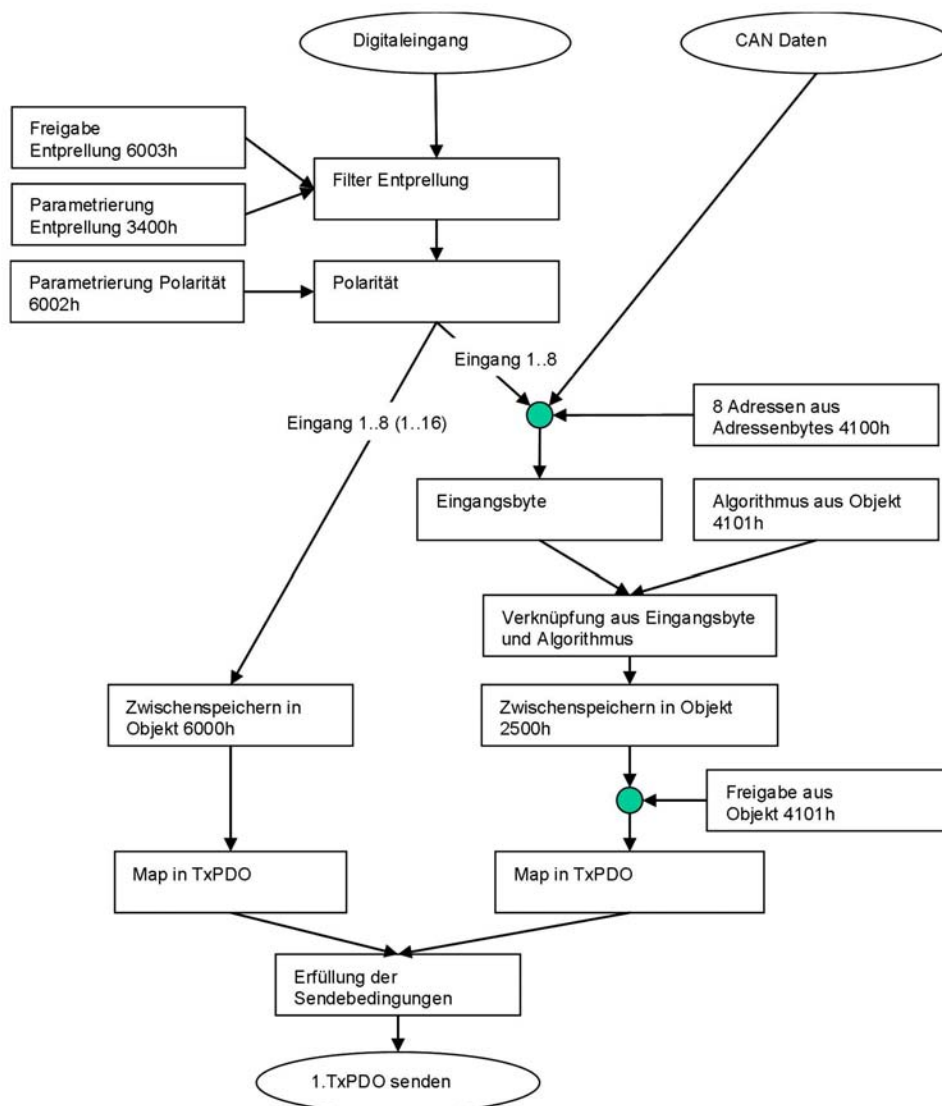 Digitaleingang
CAN Daten
Freigabe
Entprellung 6003h
Filter Entprellung
Parametrierung
Entprellung 3400h
Parametrierung Polarität
6002h
Polarität
Eingang 1..8
Eingang 1..8 (1..16)
8 Adressen aus
Adressenbytes 4100h
Eingangsbyte
Algorithmus aus Objekt
4101h
Verknüpfung aus Eingangsbyte
und Algorithmus
Zwischenspeichern in
Objekt 6000h
Zwischenspeichern in Objekt
2500h
Freigabe aus
Objekt 4101h
Map in TxPDO
Map in TxPDO
Erfüllung der
Sendebedingungen
1.TxPDO senden